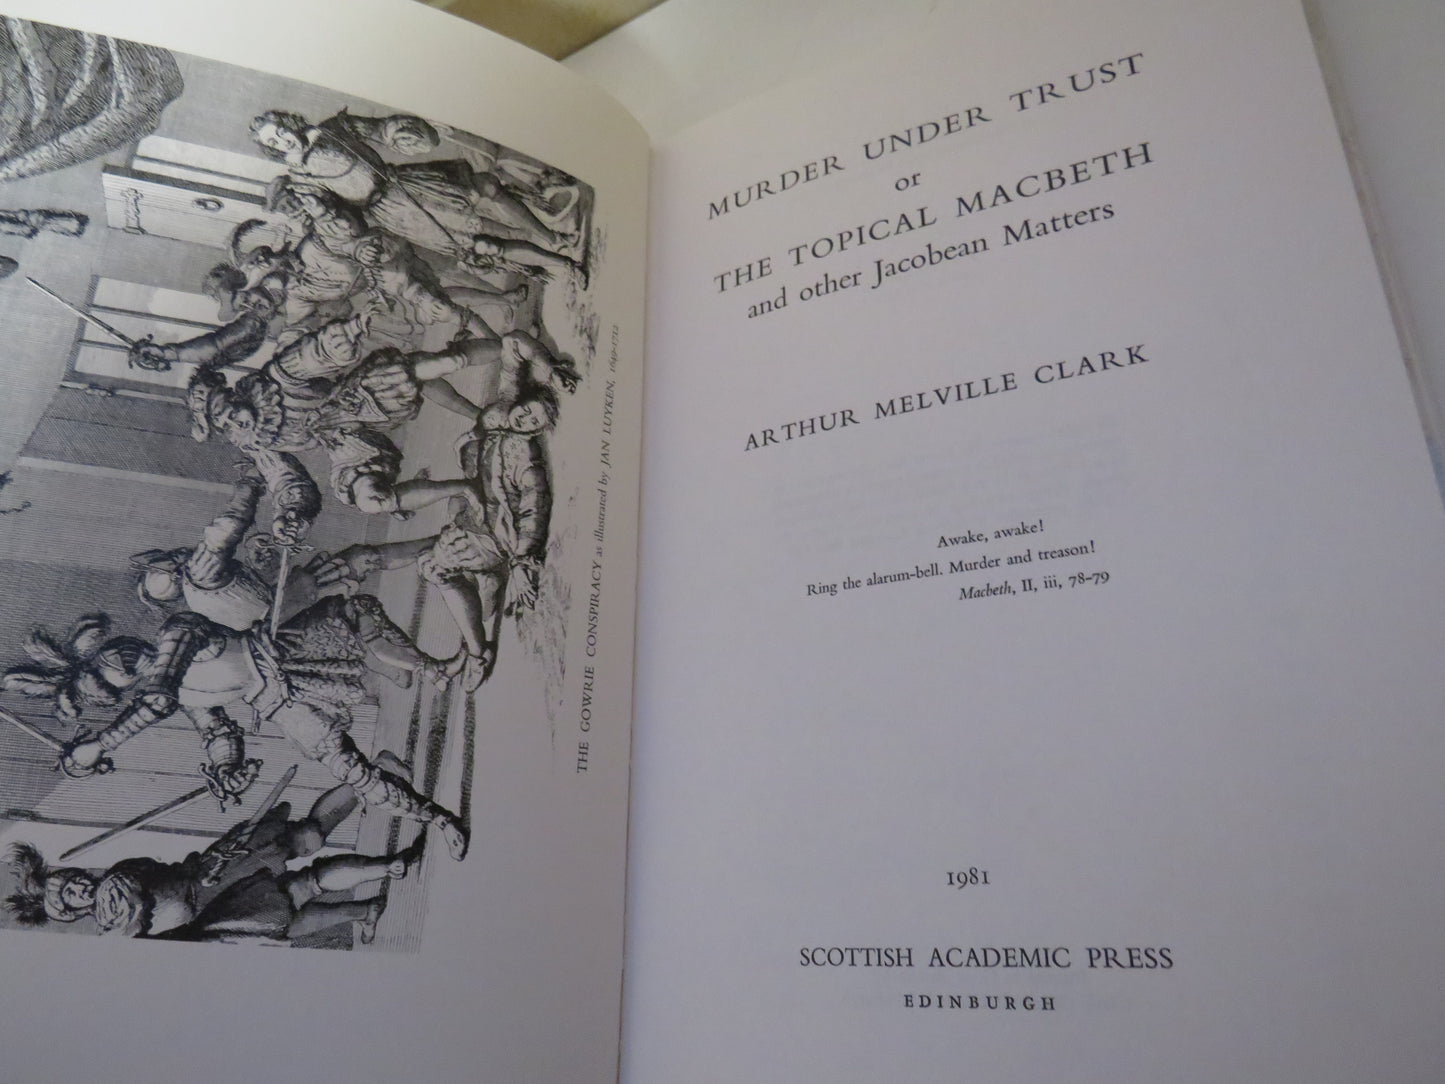 THE GOWRIE CONSPIRACY as illustrated by JAN LUYKEN, 1649-1712
MURDER UNDER TRUST
or
THE TOPICAL MACBETH
and other Jacobean Matters
ARTHUR MELVILLE CLARK
Awake, awake!
Ring the alarum-bell. Murder and treason!
Macbeth, II, iii, 78-79
1981
SCOTTISH ACADEMIC PRESS
EDINBURGH